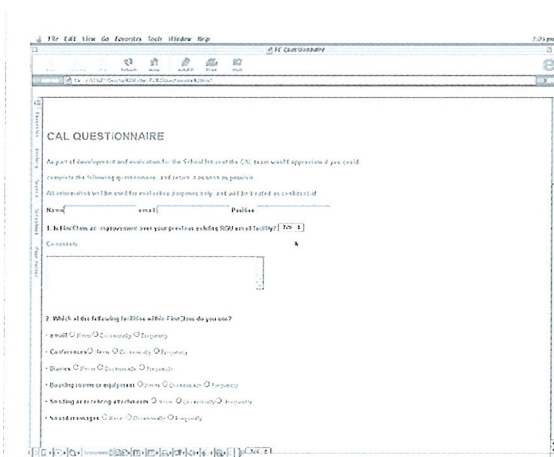 File Edit View Go Favorites Tools Window Help
FC Questionnaire
CAL QUESTIONNAIRE
As part of development and evaluation for the School Intranet the CAL team would appreciate if you could
complete the following questionnaire, and return it as soon as possible
All information will be used for evaluation purposes only, and will be treated as confidential
Name email Position
1. Is FirstClass an improvement over your previous existing email facility? Yes
Comments
2. Which of the following facilities within FirstClass do you use?
• email Never Occasionally Frequently
• Conferences Never Occasionally Frequently
• Diaries Never Occasionally Frequently
• Booking rooms or equipment Never Occasionally Frequently
• Sending or receiving attachments Never Occasionally Frequently
• Sound messages Never Occasionally Frequently